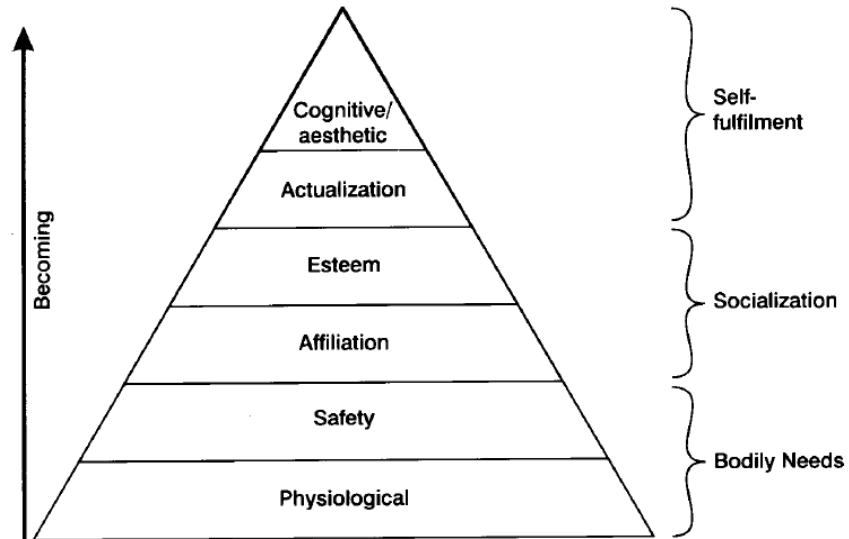 Cognitive/
aesthetic
Self-
fulfilment
Actualization
Becoming
Esteem
Socialization
Affiliation
Safety
Bodily Needs
Physiological